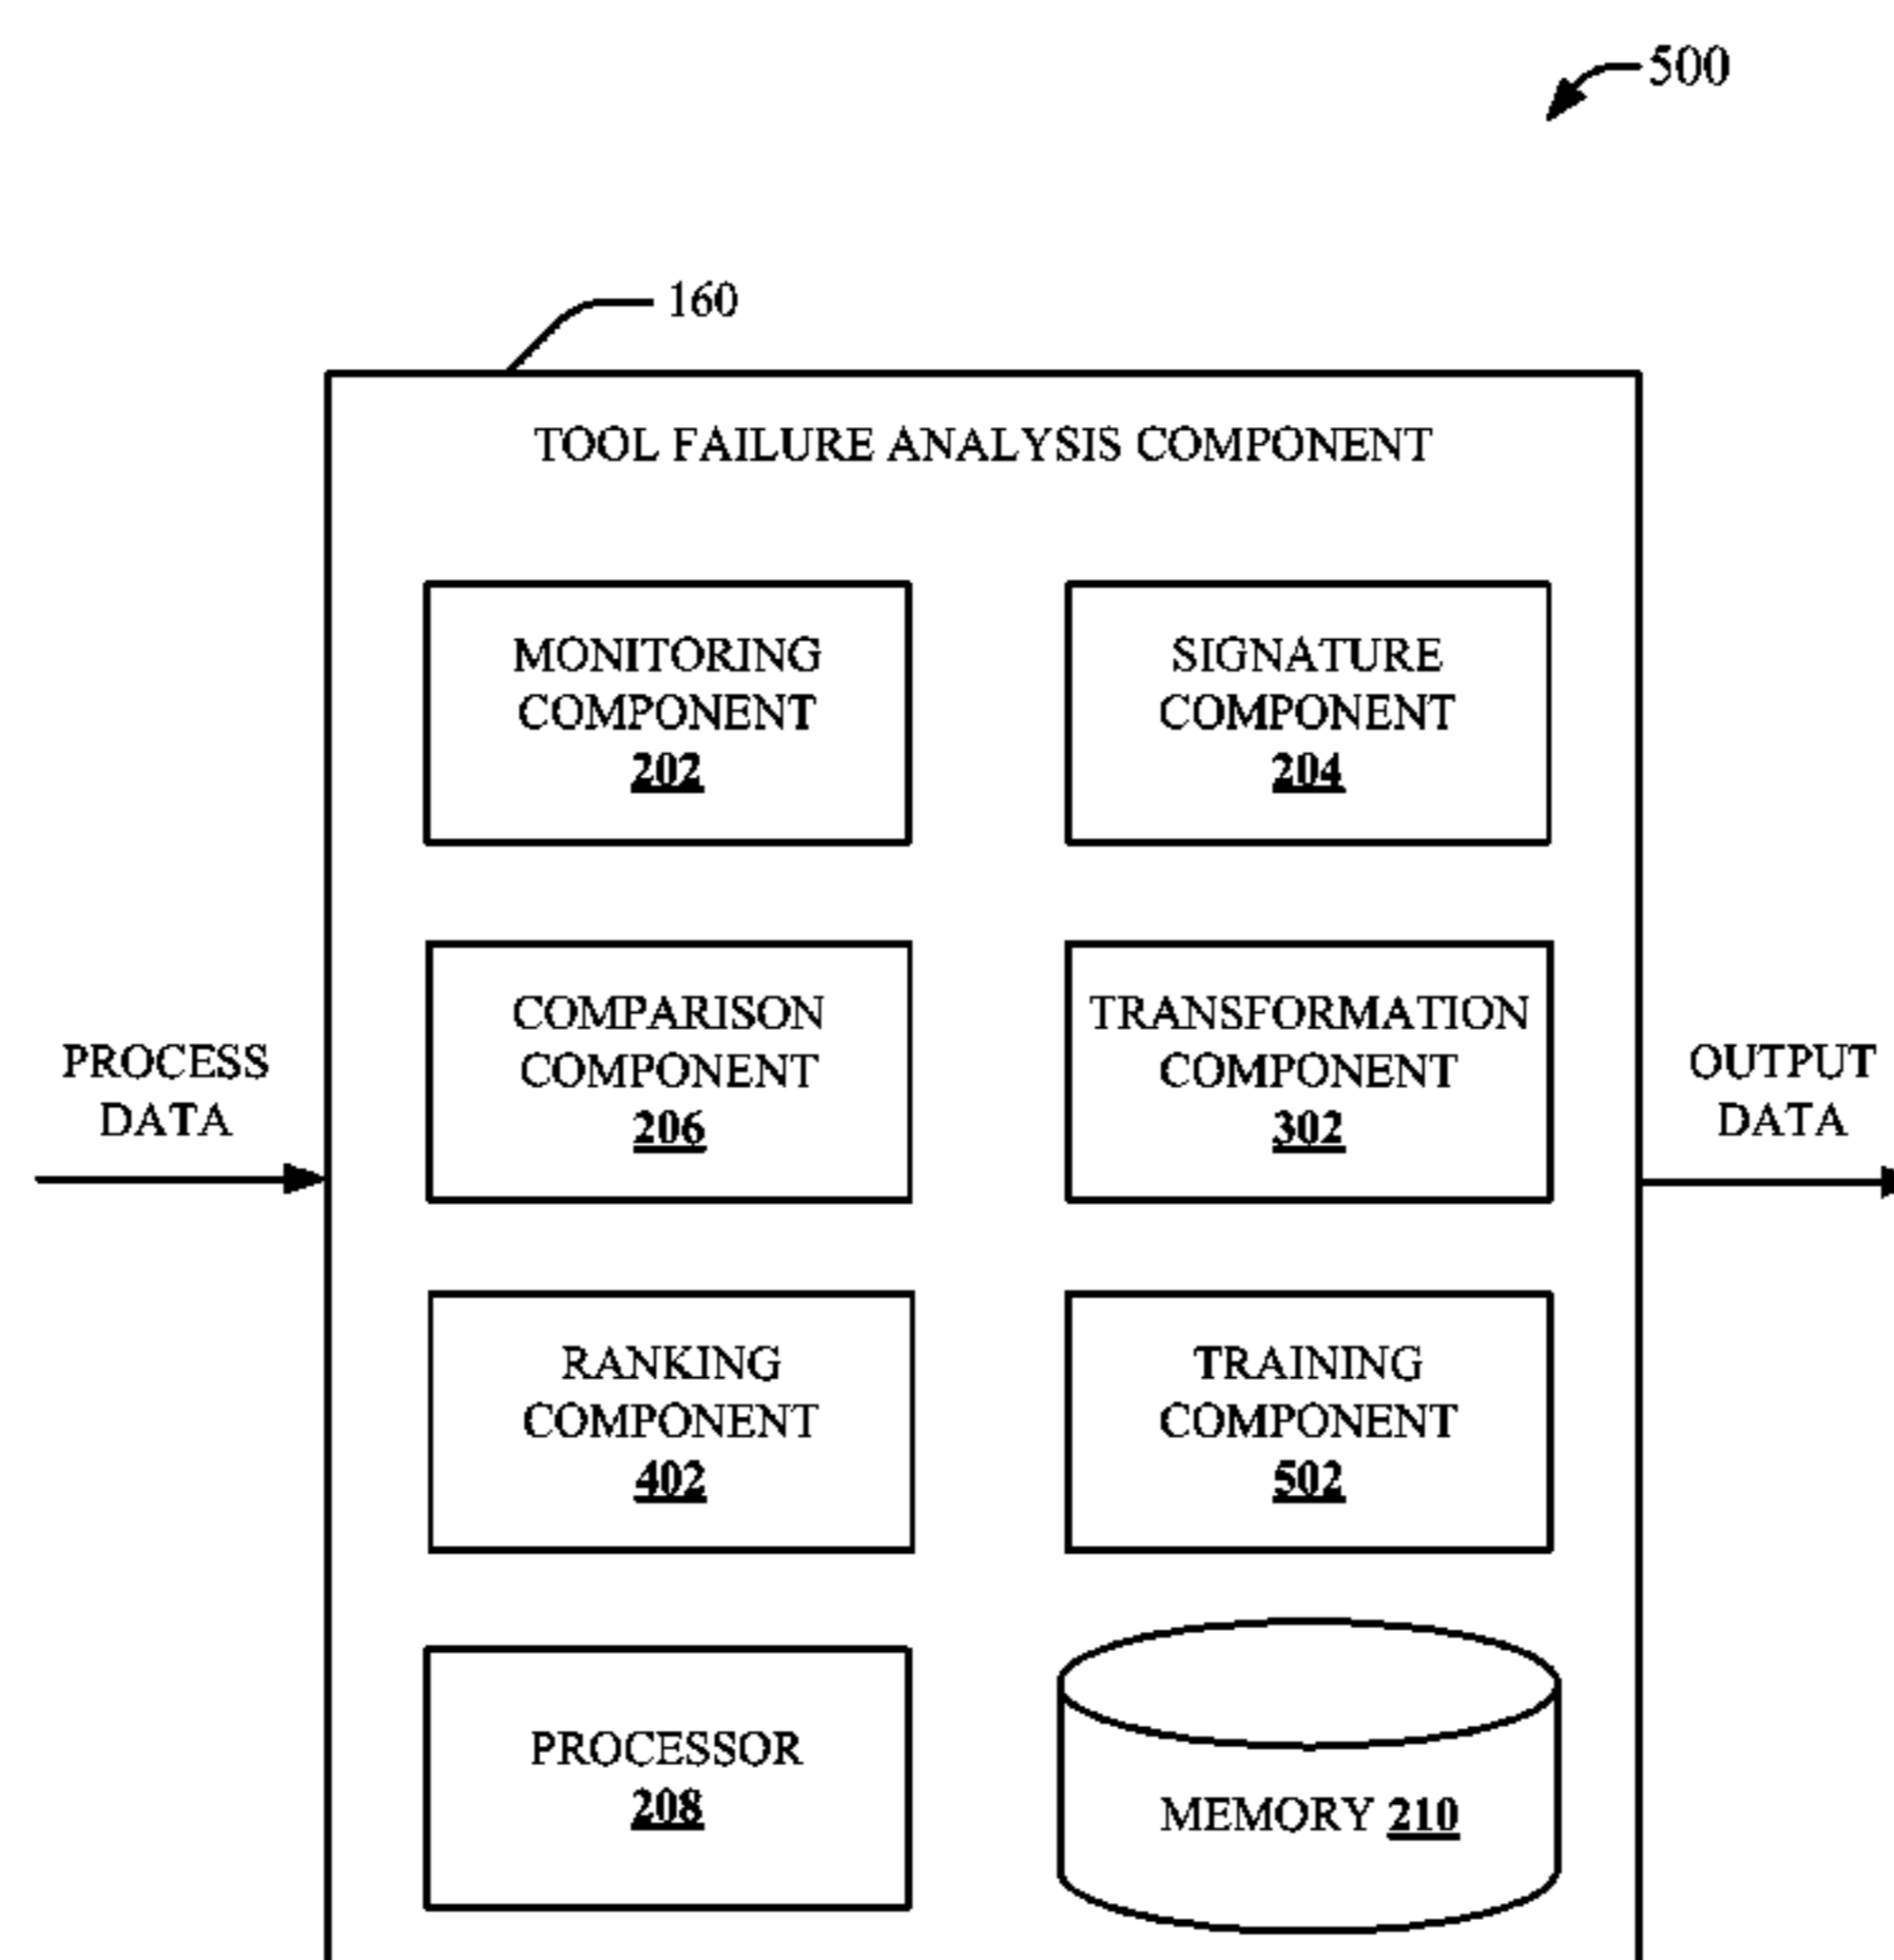 500
160
TOOL FAILURE ANALYSIS COMPONENT
MONITORING
COMPONENT
202
SIGNATURE
COMPONENT
204
COMPARISON
COMPONENT
206
TRANSFORMATION
COMPONENT
302
PROCESS
DATA
OUTPUT
DATA
RANKING
COMPONENT
402
TRAINING
COMPONENT
502
PROCESSOR
208
MEMORY 210